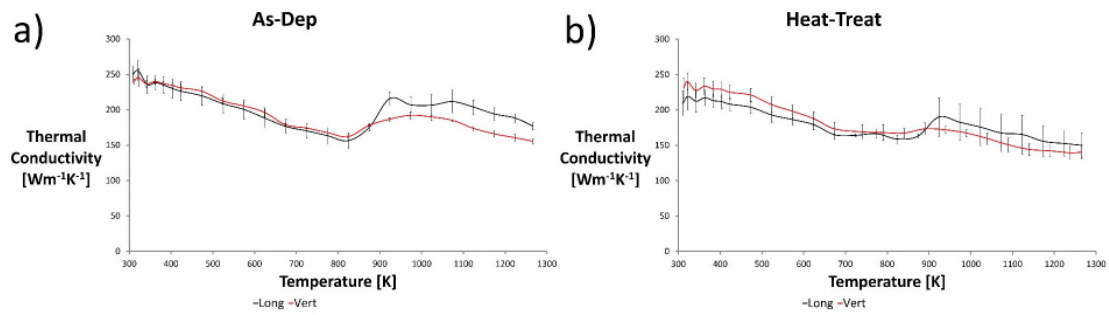 a)
As-Dep
300
250
200
150
100
50
0
Thermal
Conductivity
[Wm⁻¹K⁻¹]
300 400 500 600 700 800 900 1000 1100 1200 1300
Temperature [K]
Long Vert
b)
Heat-Treat
300
250
200
150
100
50
0
Thermal
Conductivity
[Wm⁻¹K⁻¹]
300 400 500 600 700 800 900 1000 1100 1200 1300
Temperature [K]
Long Vert